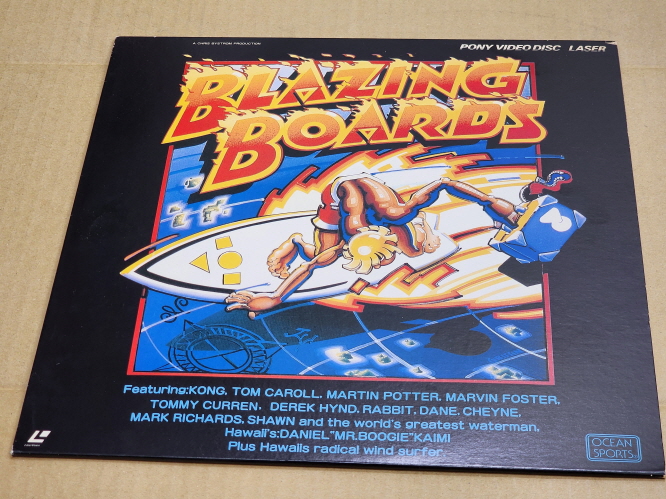 A CHRIS BYSTROM PRODUCTION
PONY VIDEO DISC LASER
BLAZING
BOARDS
Featuring:KONG. TOM CAROLL. MARTIN POTTER. MARVIN FOSTER.
TOMMY CURREN. DEREK HYND. RABBIT. DANE. CHEYNE.
MARK RICHARDS. SHAWN and the world's greatest waterman.
Hawaii's:DANIEL"MR.BOOGIE"KAIMI
Plus Hawaiis radical wind surfer.
OCEAN
SPORTS